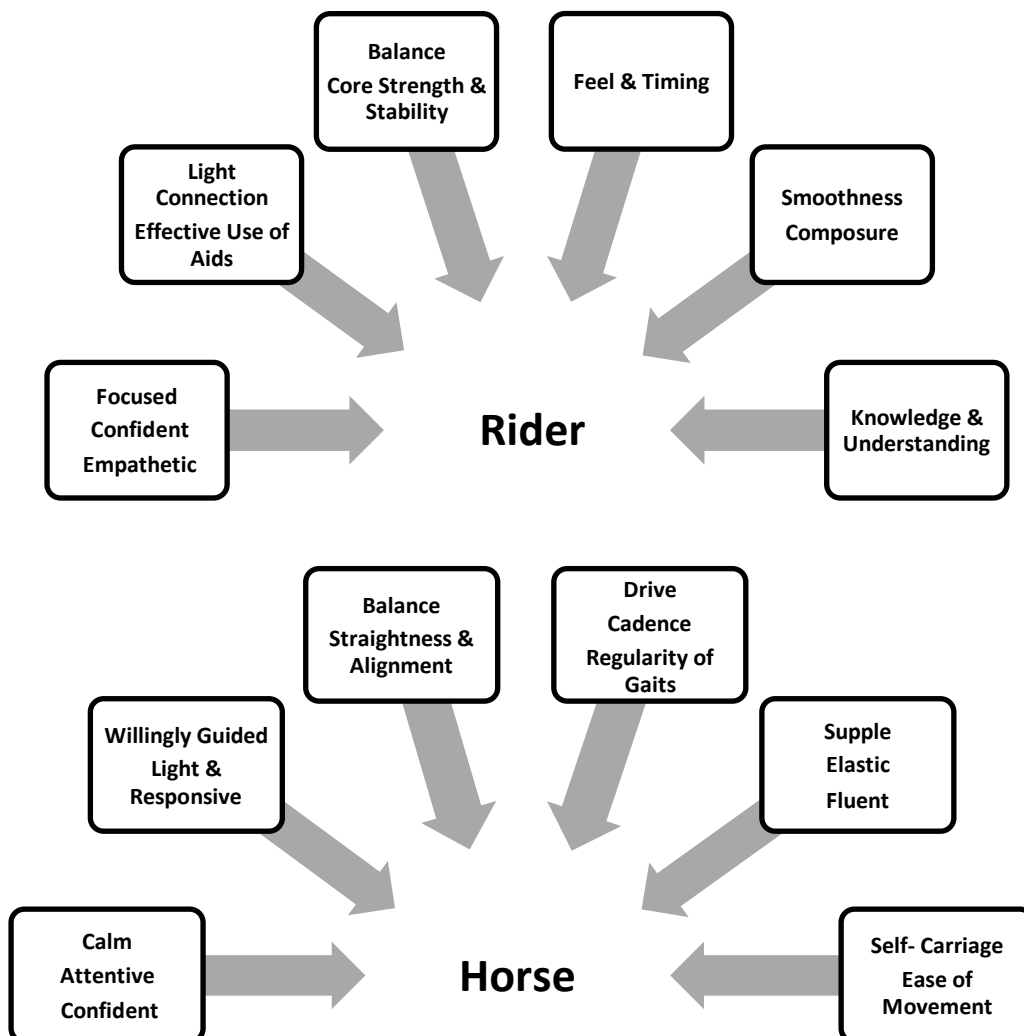 Balance
Core Strength &
Stability
Feel & Timing
Light
Connection
Effective Use of
Aids
Smoothness
Composure
Focused
Confident
Empathetic
Rider
Knowledge &
Understanding
Balance
Straightness &
Alignment
Drive
Cadence
Regularity of
Gaits
Willingly Guided
Light &
Responsive
Supple
Elastic
Fluent
Calm
Attentive
Confident
Horse
Self- Carriage
Ease of
Movement